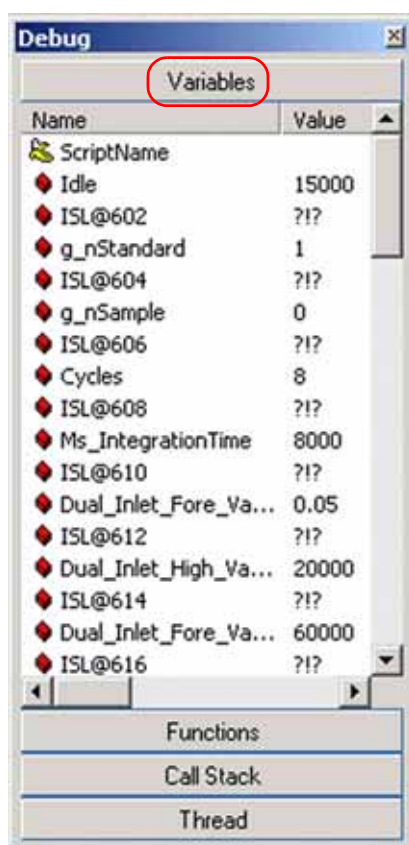 Debug
Variables
Name Value
ScriptName
Idle 15000
ISL@602 ?!?
g_nStandard 1
ISL@604 ?!?
g_nSample 0
ISL@606 ?!?
Cycles 8
ISL@608 ?!?
Ms_IntegrationTime 8000
ISL@610 ?!?
Dual_Inlet_Fore_Va... 0.05
ISL@612 ?!?
Dual_Inlet_High_Va... 20000
ISL@614 ?!?
Dual_Inlet_Fore_Va... 60000
ISL@616 ?!?
Functions
Call Stack
Thread